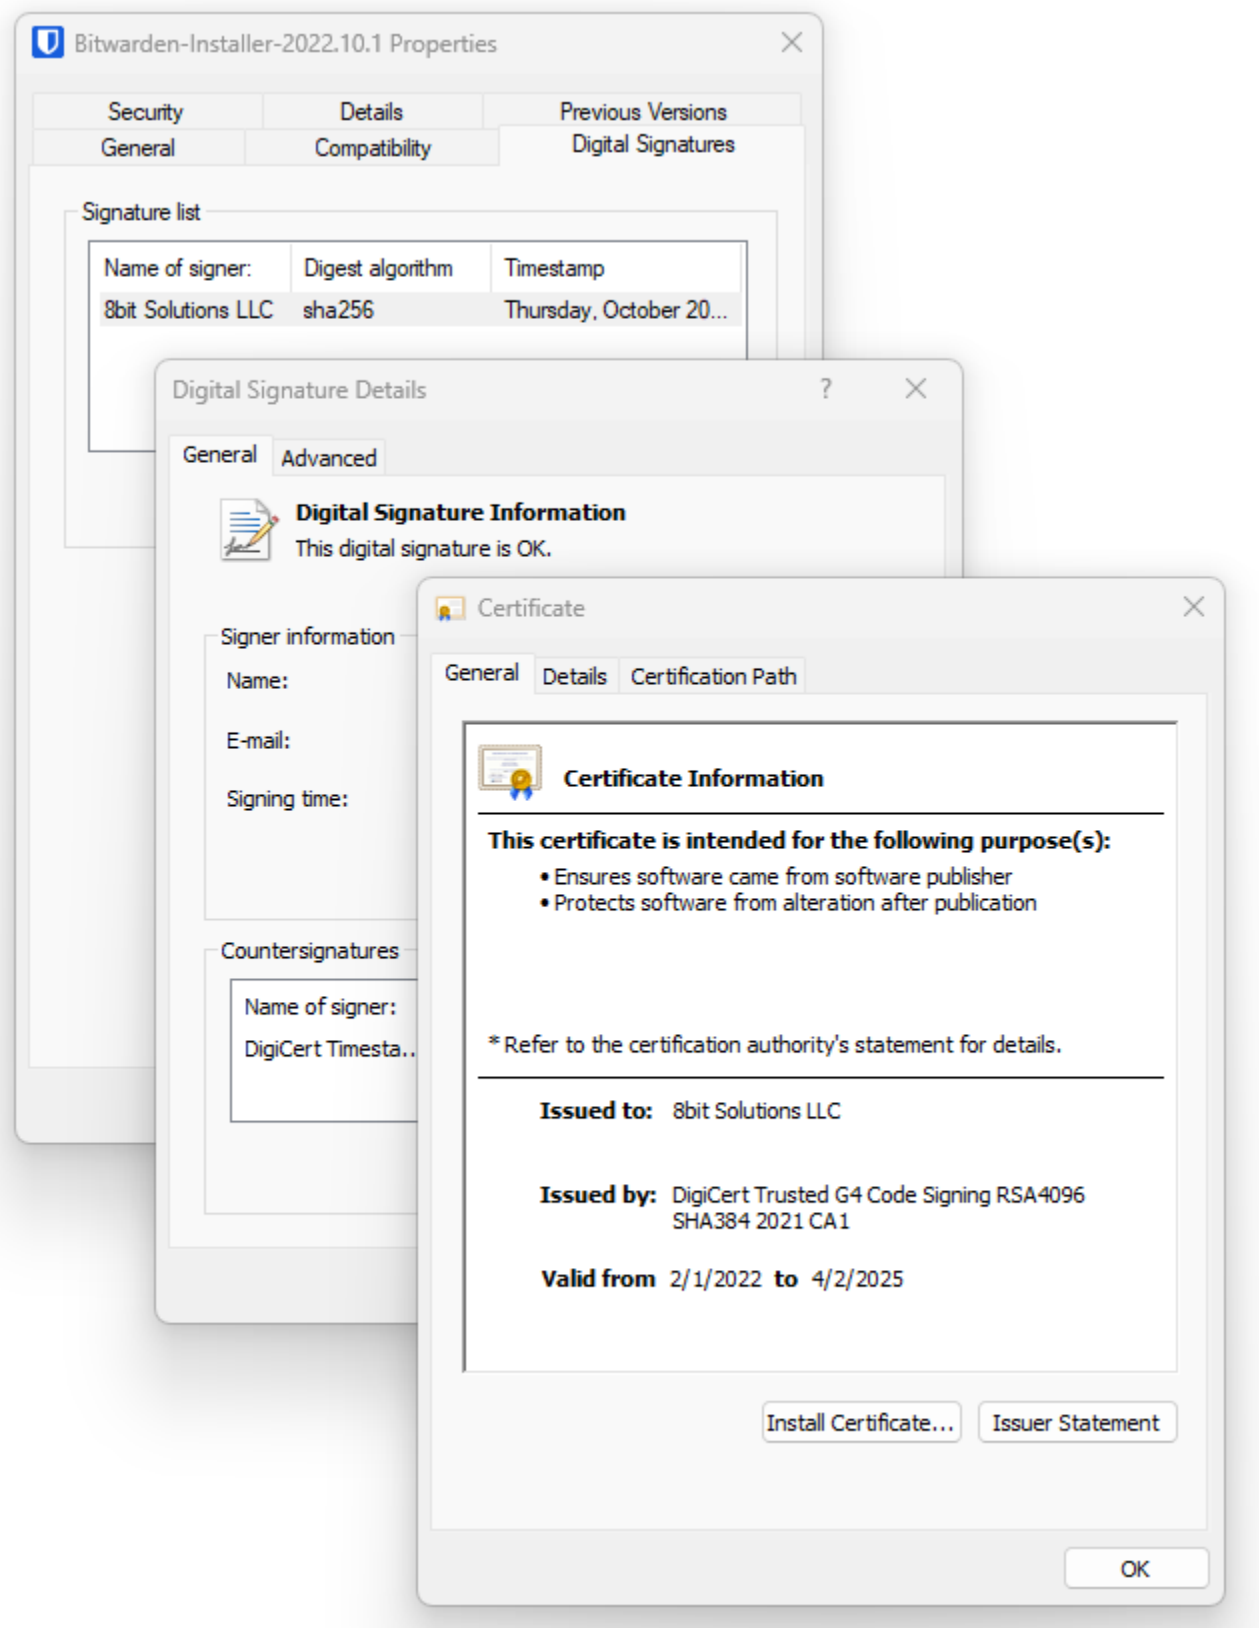 Bitwarden-Installer-2022.10.1 Properties
Security Details Previous Versions
General Compatibility Digital Signatures
Signature list
Name of signer: Digest algorithm Timestamp
8bit Solutions LLC sha256 Thursday, October 20...
Digital Signature Details ?
General Advanced
Digital Signature Information
This digital signature is OK.
Signer information
Name:
E-mail:
Signing time:
Countersignatures
Name of signer:
DigiCert Timesta..
Certificate
General Details Certification Path
Certificate Information
This certificate is intended for the following purpose(s):
• Ensures software came from software publisher
• Protects software from alteration after publication
* Refer to the certification authority's statement for details.
Issued to: 8bit Solutions LLC
Issued by: DigiCert Trusted G4 Code Signing RSA4096
SHA384 2021 CA1
Valid from 2/1/2022 to 4/2/2025
Install Certificate... Issuer Statement
OK